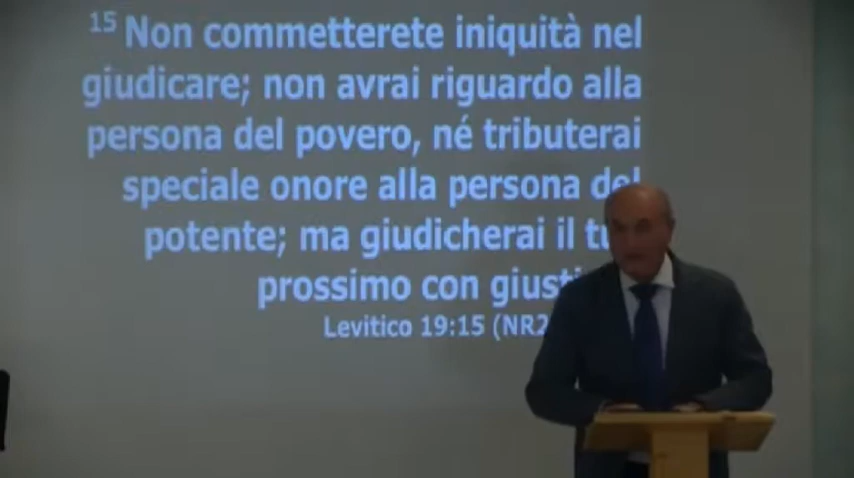 15 Non commetterete iniquità nel
giudicare; non avrai riguardo alla
persona del povero, né tributerai
speciale onore alla persona del
potente; ma giudicherai il
prossimo con
Levitico 19:15